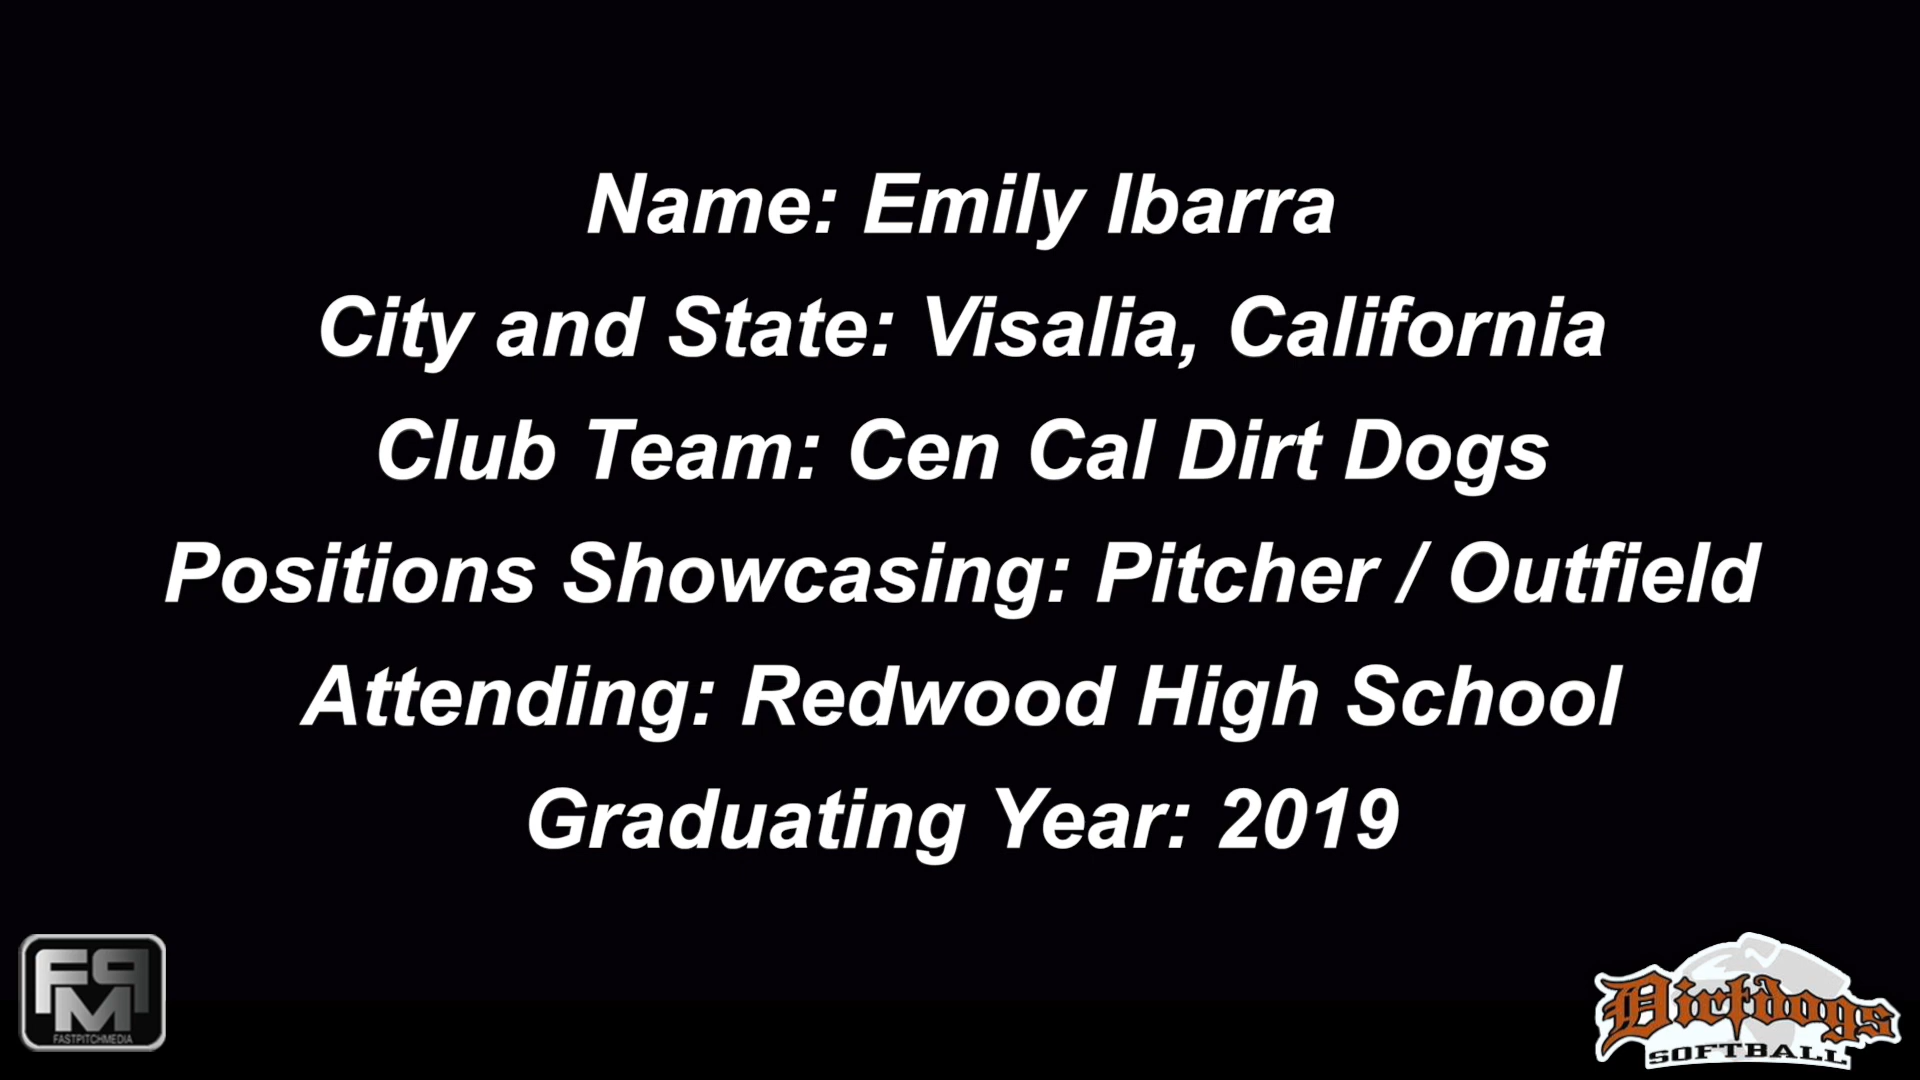 Name: Emily Ibarra
City and State: Visalia, California
Club Team: Cen Cal Dirt Dogs
Positions Showcasing: Pitcher / Outfield
Attending: Redwood High School
Graduating Year: 2019
FPM
FASTPITCHMEDIA
Dirtdogs
SOFTBALL